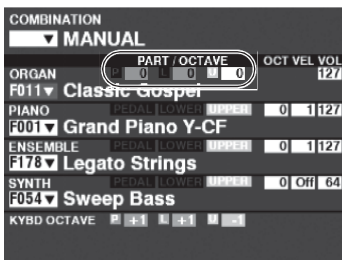 COMBINATION
▼ MANUAL
PART / OCTAVE OCT VEL VOL
ORGAN P 0 L 0 U 0 127
F011▼ Classic Gospel
PIANO PEDAL LOWER UPPER 0 1 127
F001▼ Grand Piano Y-CF
ENSEMBLE PEDAL LOWER UPPER 0 1 127
F178▼ Legato Strings
SYNTH PEDAL LOWER UPPER 0 Off 64
F054▼ Sweep Bass
KYBD OCTAVE P +1 L +1 U -1